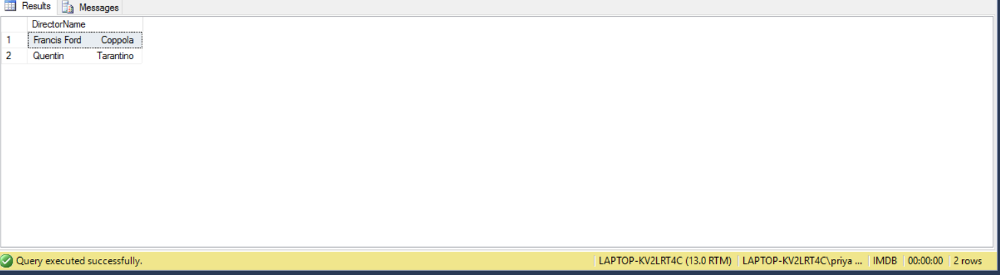 Results Messages
DirectorName
1 Francis Ford Coppola
2 Quentin Tarantino
Query executed successfully. LAPTOP-KV2LRT4C (13.0 RTM) LAPTOP-KV2LRT4C\priya ... IMDB 00:00:00 2 rows